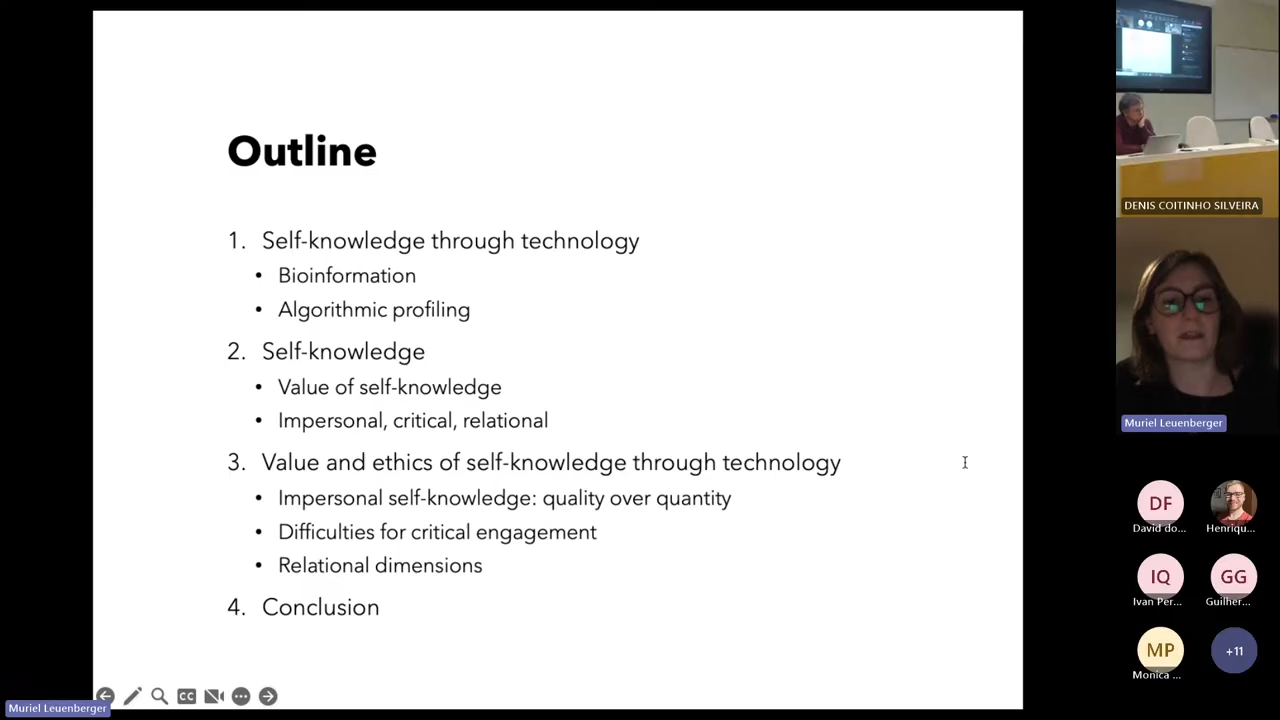 Outline
1. Self-knowledge through technology
• Bioinformation
• Algorithmic profiling
2. Self-knowledge
• Value of self-knowledge
• Impersonal, critical, relational
3. Value and ethics of self-knowledge through technology
• Impersonal self-knowledge: quality over quantity
• Difficulties for critical engagement
• Relational dimensions
4. Conclusion
CC
Muriel Leuenberger
DENIS COITINHO SILVEIRA
Muriel Leuenberger
DF
David do...
Henriqu...
IQ
Ivan Per...
GG
Guilher...
MP
Monica ...
+11